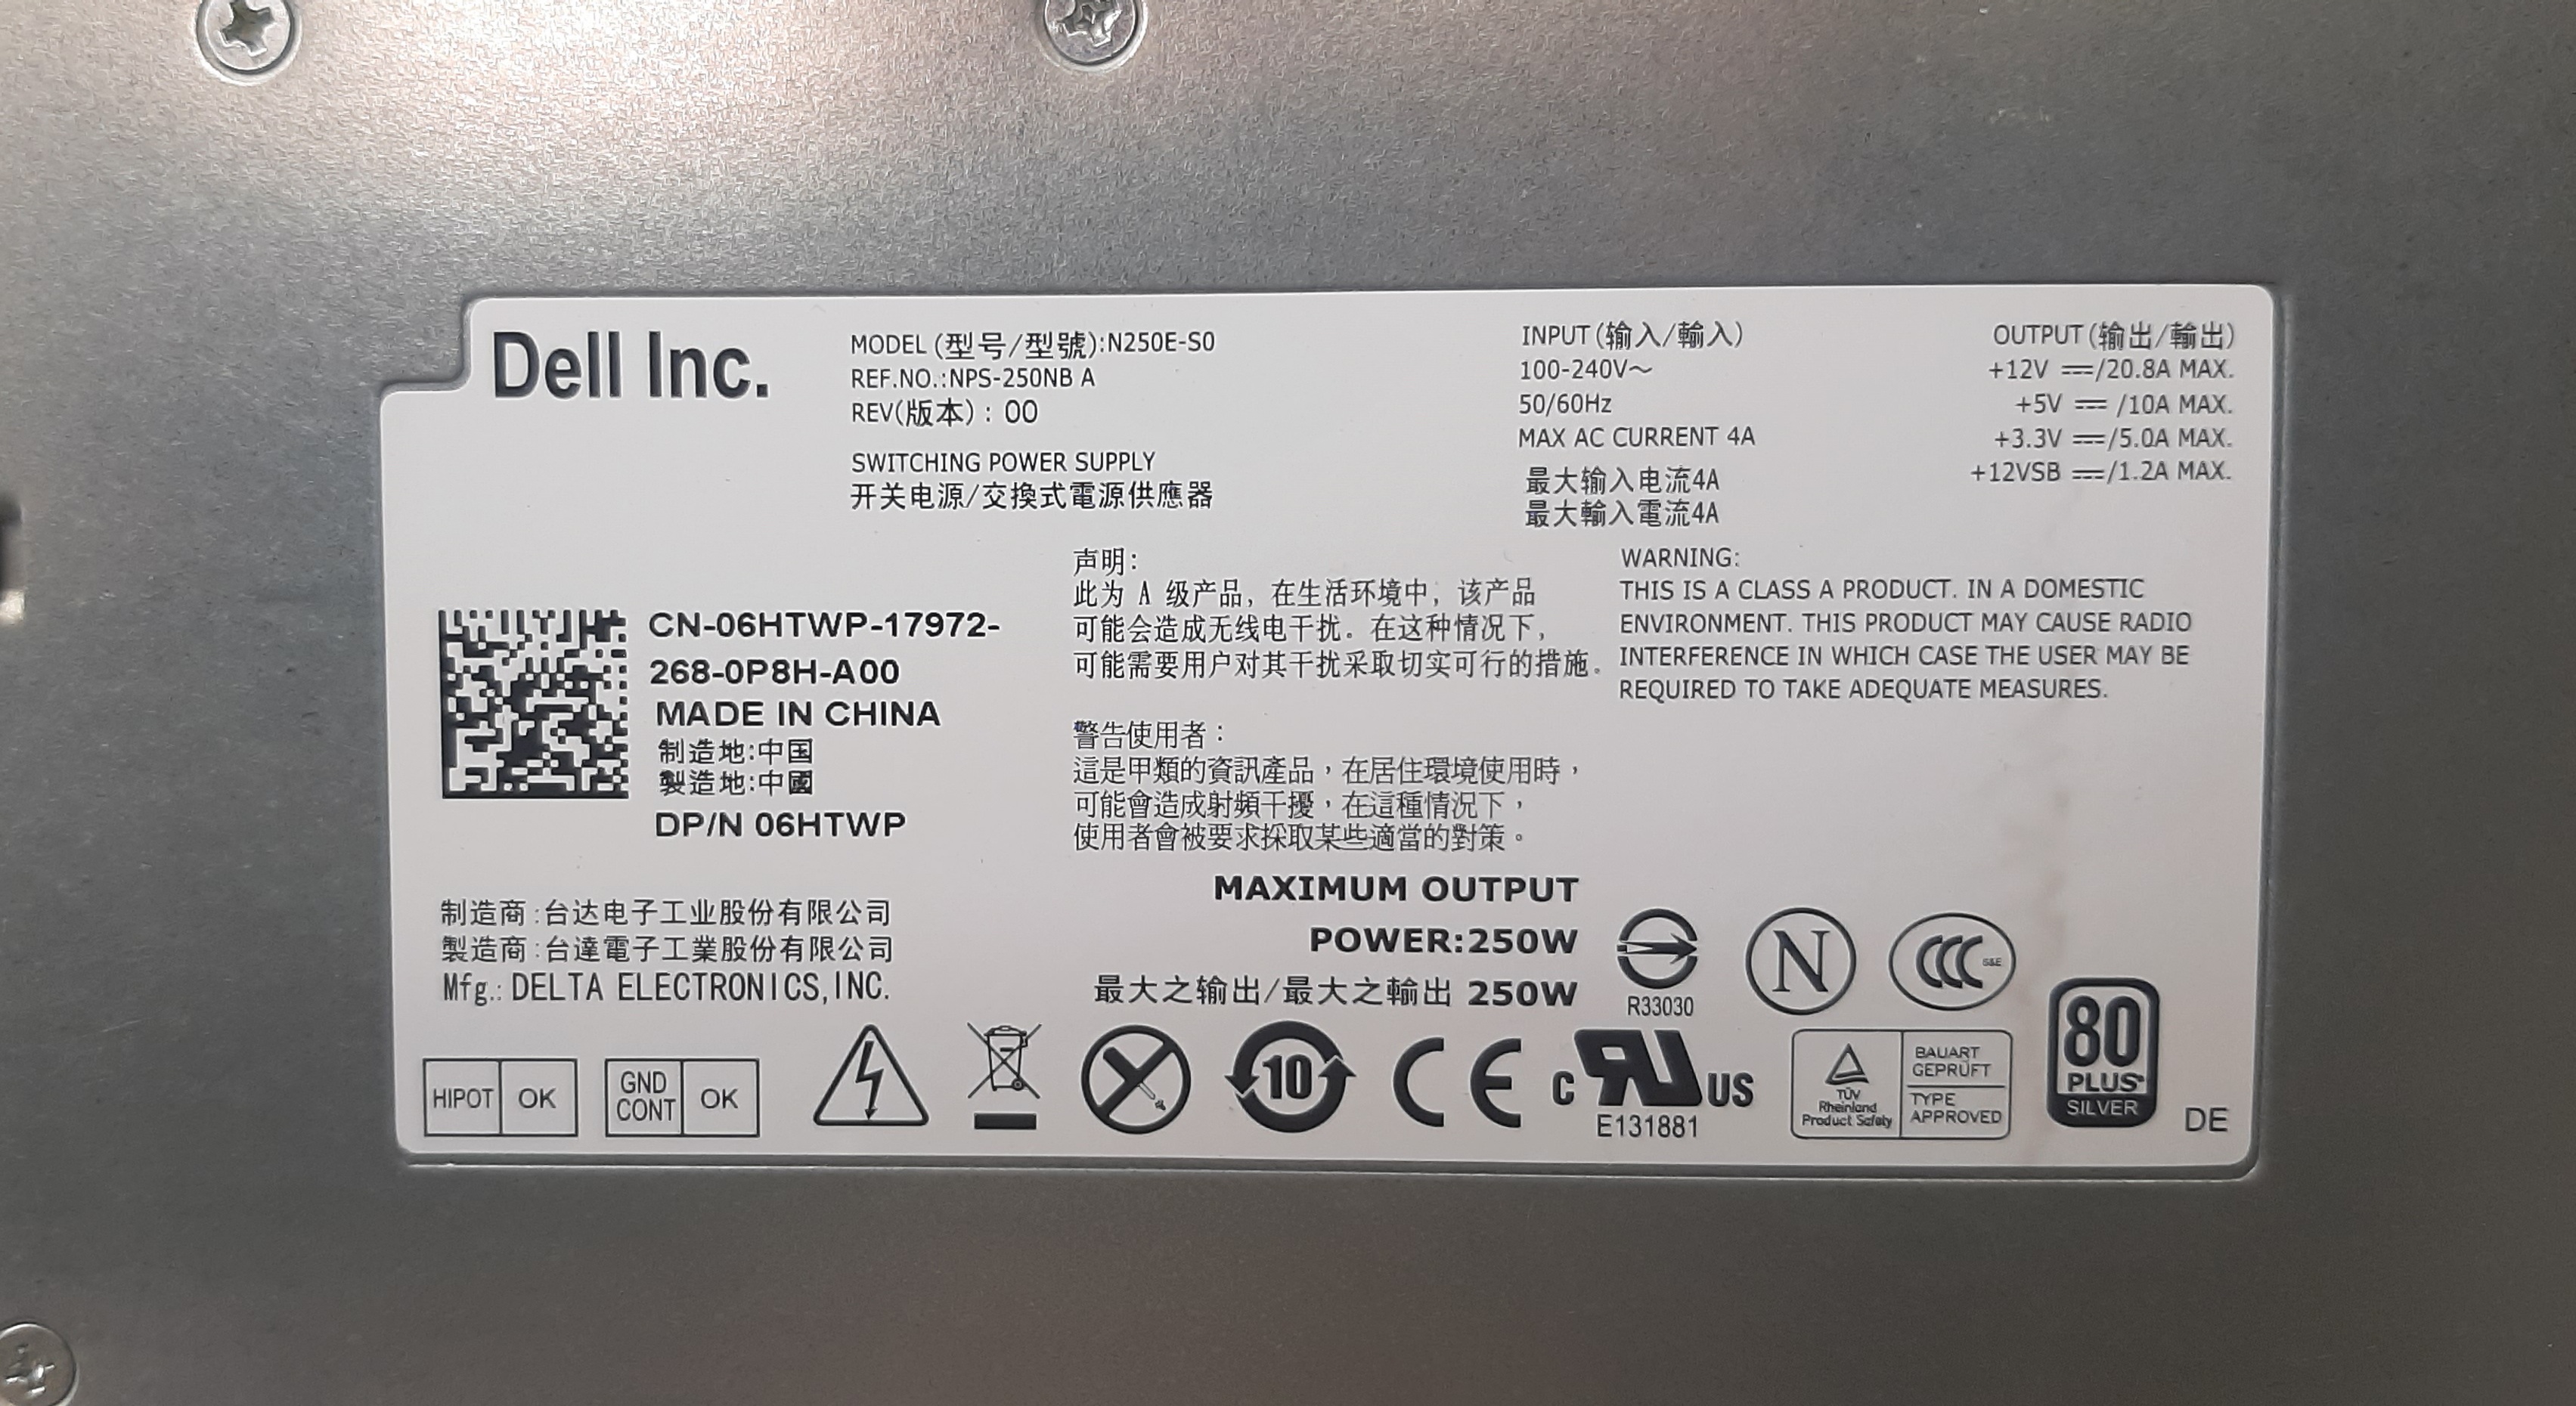 Dell Inc.
MODEL (型号/型號):N250E-S0
REF.NO.:NPS-250NB A
REV(版本) : 00
SWITCHING POWER SUPPLY
开关电源/交換式電源供應器
INPUT (输入/輸入)
100-240V～
50/60Hz
MAX AC CURRENT 4A
最大输入电流4A
最大輸入電流4A
OUTPUT (输出/輸出)
+12V ⎓/20.8A MAX.
+5V ⎓ /10A MAX.
+3.3V ⎓/5.0A MAX.
+12VSB ⎓/1.2A MAX.
CN-06HTWP-17972-
268-0P8H-A00
MADE IN CHINA
制造地:中国
製造地:中國
DP/N 06HTWP
声明:
此为 A 级产品, 在生活环境中, 该产品
可能会造成无线电干扰。在这种情况下,
可能需要用户对其干扰采取切实可行的措施。
WARNING:
THIS IS A CLASS A PRODUCT. IN A DOMESTIC
ENVIRONMENT. THIS PRODUCT MAY CAUSE RADIO
INTERFERENCE IN WHICH CASE THE USER MAY BE
REQUIRED TO TAKE ADEQUATE MEASURES.
警告使用者：
這是甲類的資訊產品，在居住環境使用時，
可能會造成射頻干擾，在這種情況下，
使用者會被要求採取某些適當的對策。
制造商:台达电子工业股份有限公司
製造商:台達電子工業股份有限公司
Mfg.: DELTA ELECTRONICS, INC.
MAXIMUM OUTPUT
POWER:250W
最大之输出/最大之輸出 250W
R33030
N
CCC S&E
HIPOT OK
GND CONT OK
10
CE
c RU US
E131881
TÜV
Rheinland
Product Safety
BAUART
GEPRÜFT
TYPE
APPROVED
80
PLUS
SILVER
DE